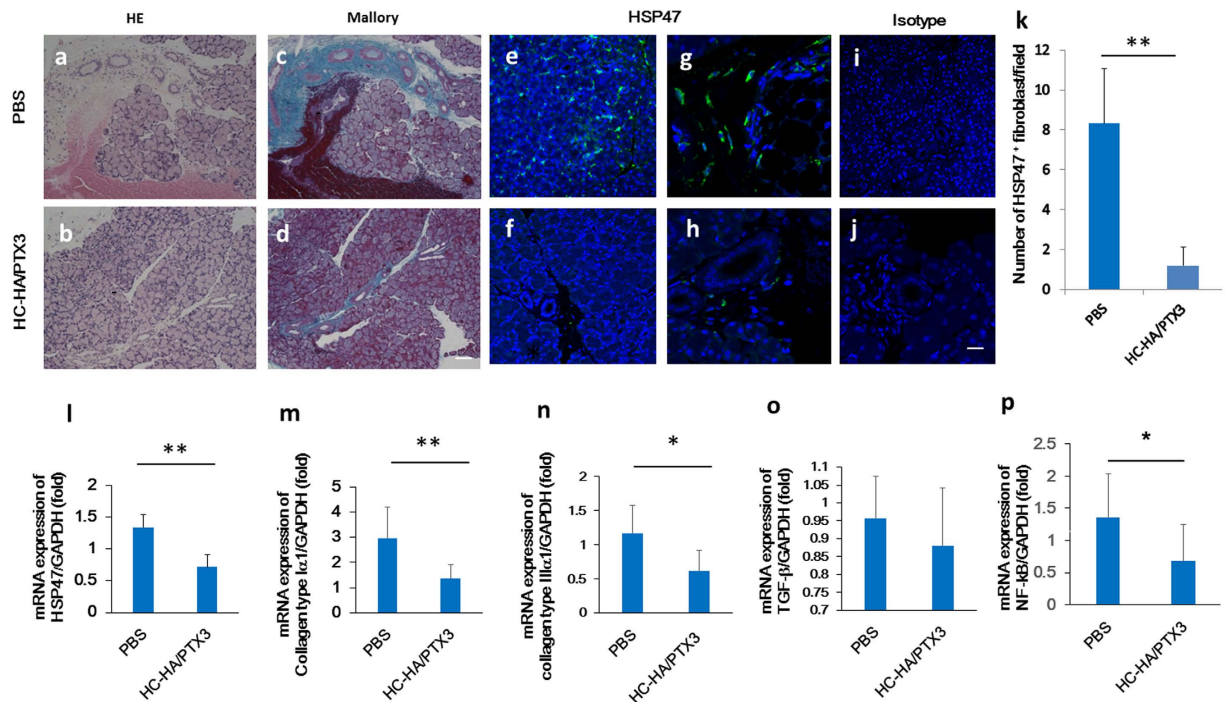 HE
Mallory
HSP47
Isotype
PBS
HC-HA/PTX3
a
c
e
g
i
b
d
f
h
j
k
Number of HSP47+ fibroblast/field
12
10
8
6
4
2
0
**
PBS
HC-HA/PTX3
l
mRNA expression of
HSP47/GAPDH (fold)
2
1.5
1
0.5
0
**
PBS
HC-HA/PTX3
m
mRNA expression of
Collagen type Iα1/GAPDH (fold)
5
4
3
2
1
0
**
PBS
HC-HA/PTX3
n
mRNA expression of
collagen type IIIα1/GAPDH (fold)
2
1.5
1
0.5
0
*
PBS
HC-HA/PTX3
o
mRNA expression of
TGF-β/GAPDH (fold)
1.1
1.05
1
0.95
0.9
0.85
0.8
0.75
0.7
PBS
HC-HA/PTX3
p
mRNA expression of
NF-kB/GAPDH (fold)
2.5
2
1.5
1
0.5
0
*
PBS
HC-HA/PTX3